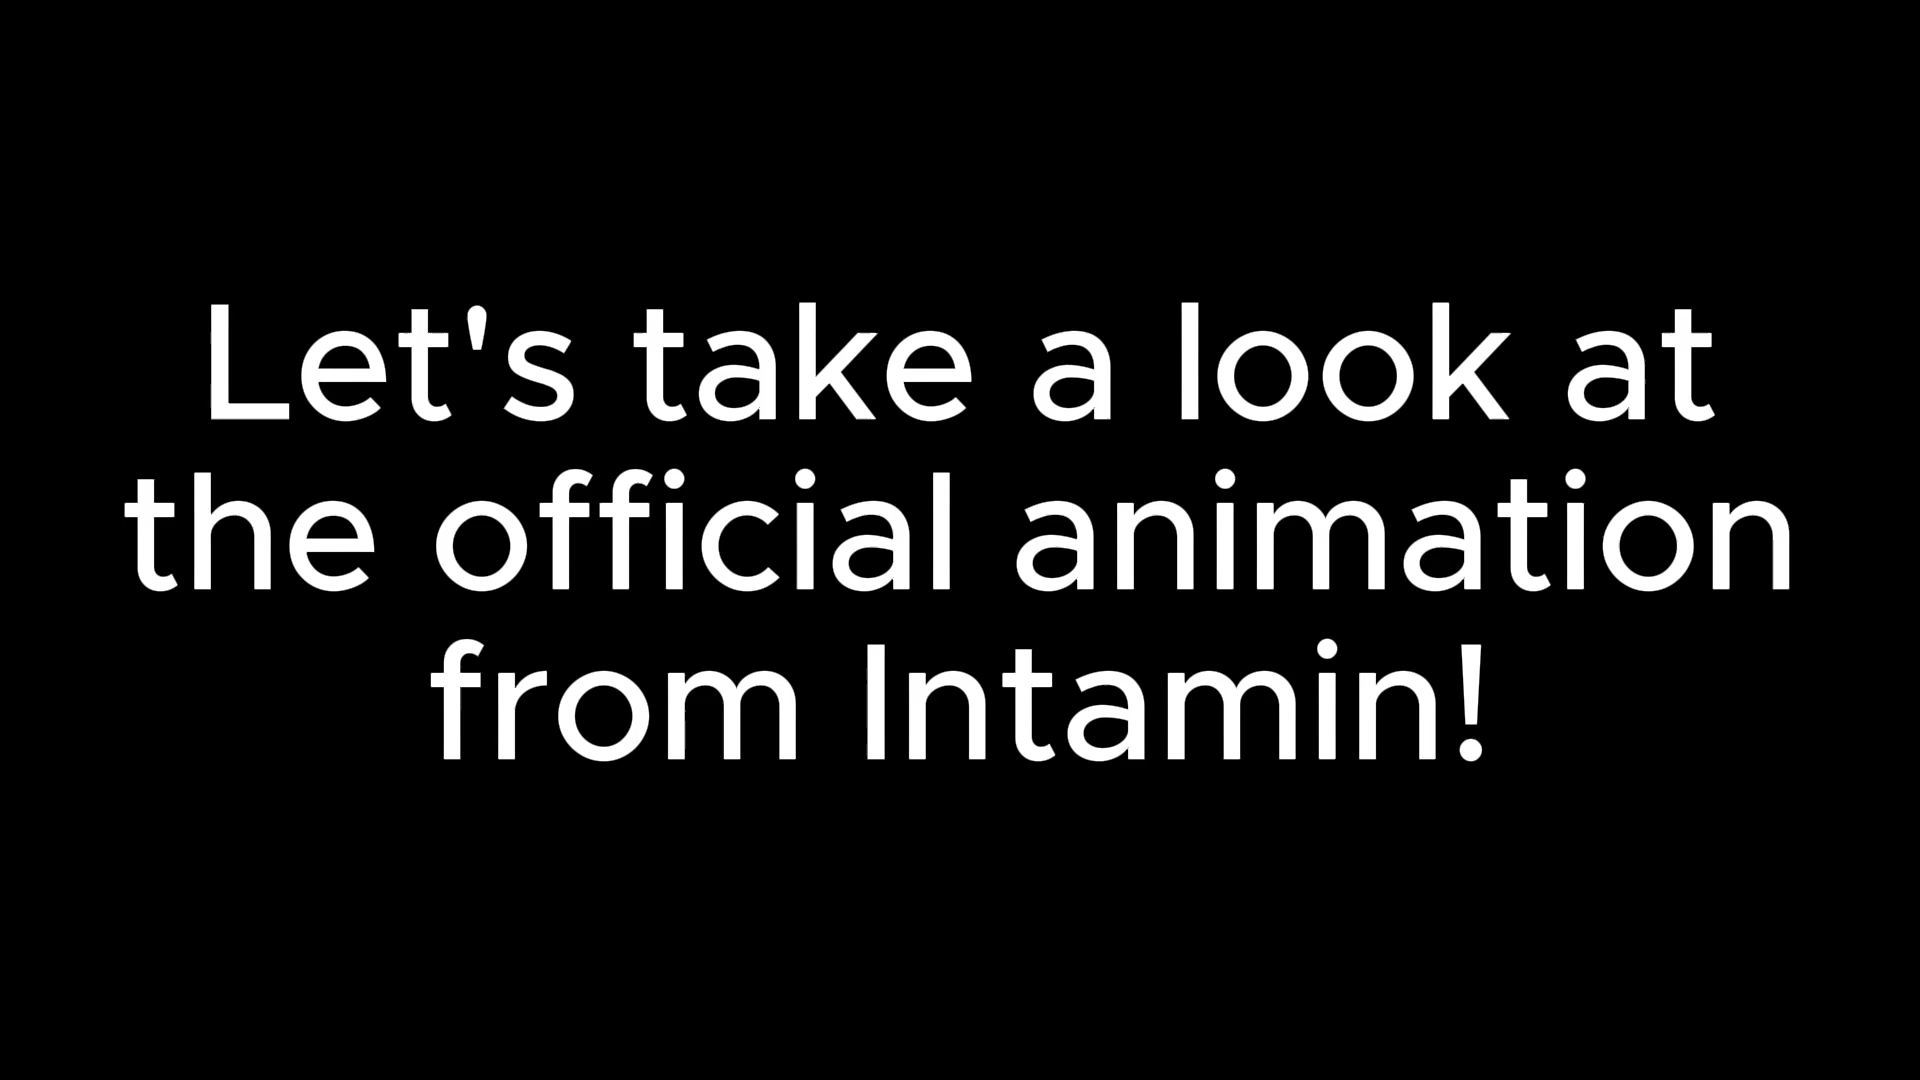 Let's take a look at
the official animation
from Intamin!